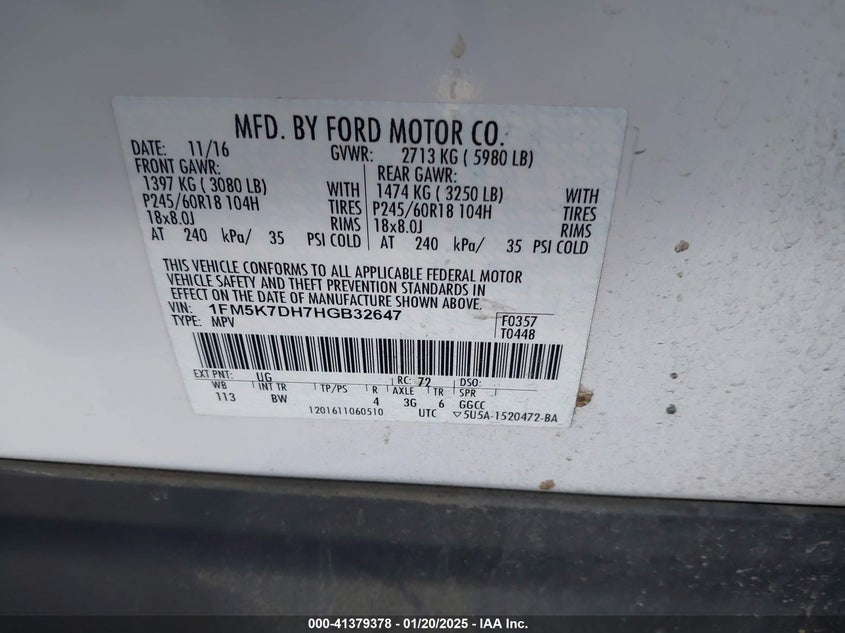 MFD. BY FORD MOTOR CO.
DATE: 11/16 GVWR: 2713 KG ( 5980 LB)
FRONT GAWR: REAR GAWR:
1397 KG ( 3080 LB) WITH 1474 KG ( 3250 LB) WITH
P245/60R18 104H TIRES P245/60R18 104H TIRES
18x8.0J RIMS 18x8.0J RIMS
AT 240 kPa/ 35 PSI COLD AT 240 kPa/ 35 PSI COLD
THIS VEHICLE CONFORMS TO ALL APPLICABLE FEDERAL MOTOR
VEHICLE SAFETY AND THEFT PREVENTION STANDARDS IN
EFFECT ON THE DATE OF MANUFACTURE SHOWN ABOVE
VIN: 1FM5K7DH7HGB32647 F0357
TYPE: MPV T0448
EXT PNT: UG RC: 72 DSO:
WB INT TR TP/PS R AXLE TR SPR
113 BW 4 3G 6 GGCC
1201611060510 UTC ▽5U5A-1520472-BA
000-41379378 - 01/20/2025 - IAA Inc.